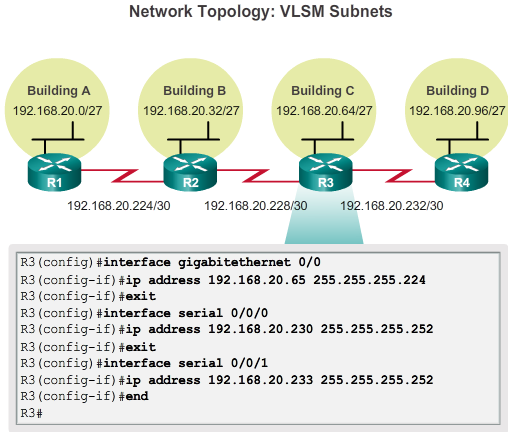 Network Topology: VLSM Subnets
Building A
192.168.20.0/27
Building B
192.168.20.32/27
Building C
192.168.20.64/27
Building D
192.168.20.96/27
R1
R2
R3
R4
192.168.20.224/30
192.168.20.228/30
192.168.20.232/30
R3(config)#interface gigabitethernet 0/0
R3(config-if)#ip address 192.168.20.65 255.255.255.224
R3(config-if)#exit
R3(config)#interface serial 0/0/0
R3(config-if)#ip address 192.168.20.230 255.255.255.252
R3(config-if)#exit
R3(config)#interface serial 0/0/1
R3(config-if)#ip address 192.168.20.233 255.255.255.252
R3(config-if)#end
R3#